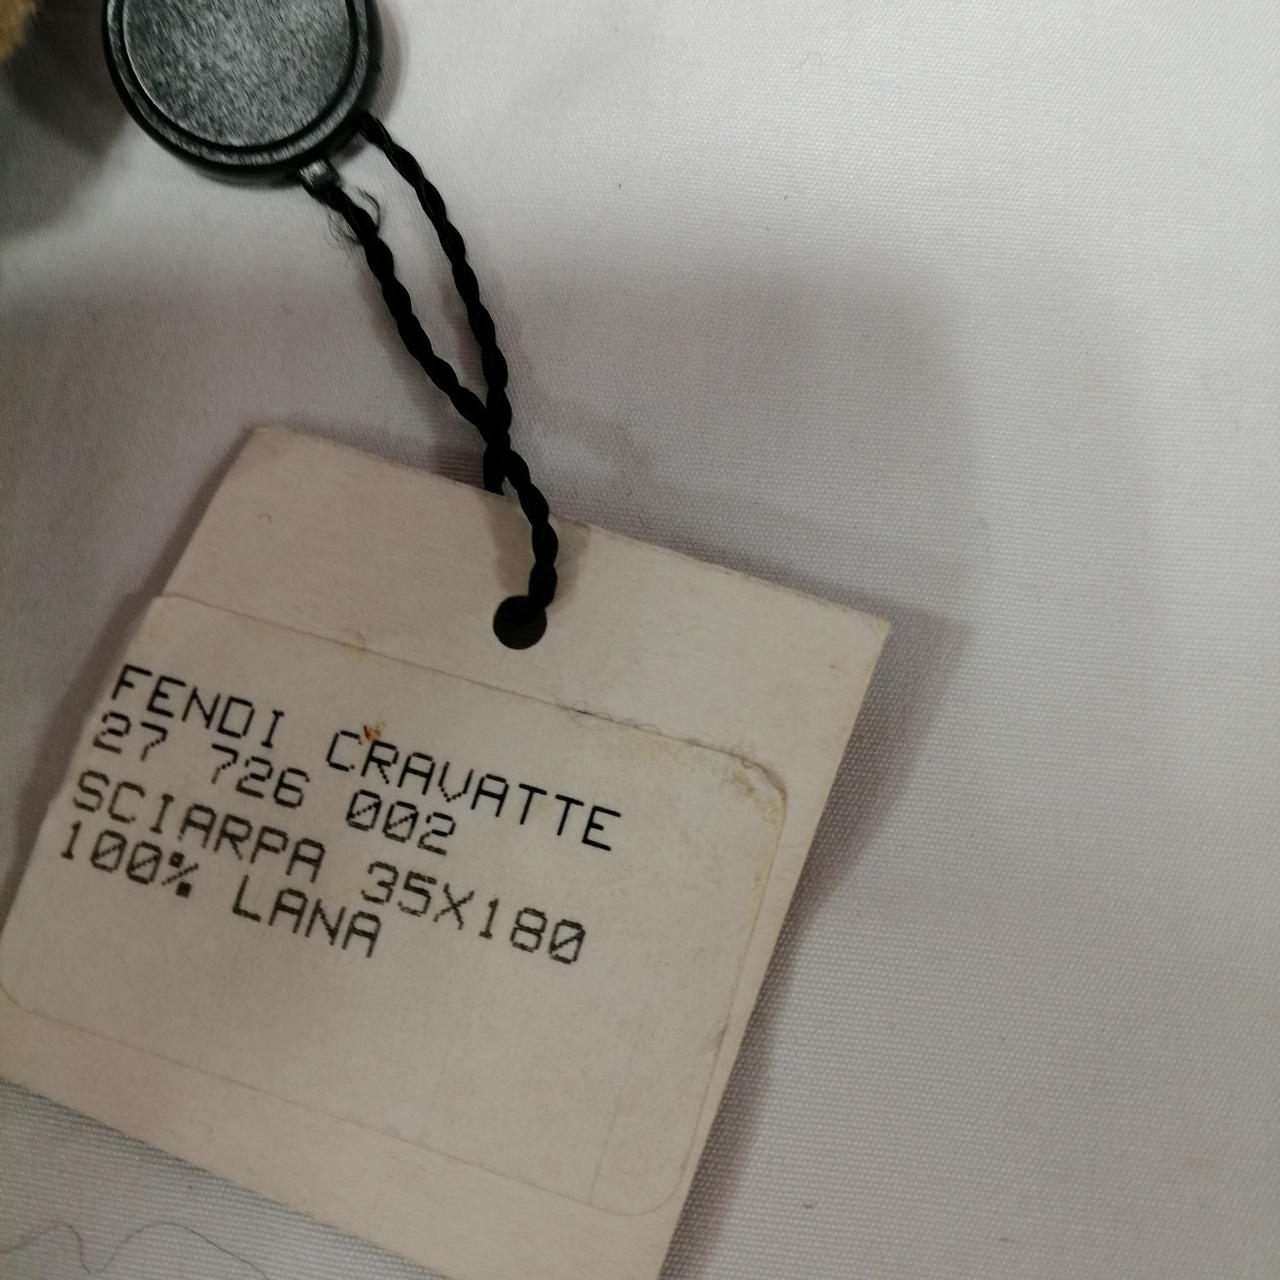 FENDI CRAVATTE
27 726 002
SCIARPA 35X180
100% LANA